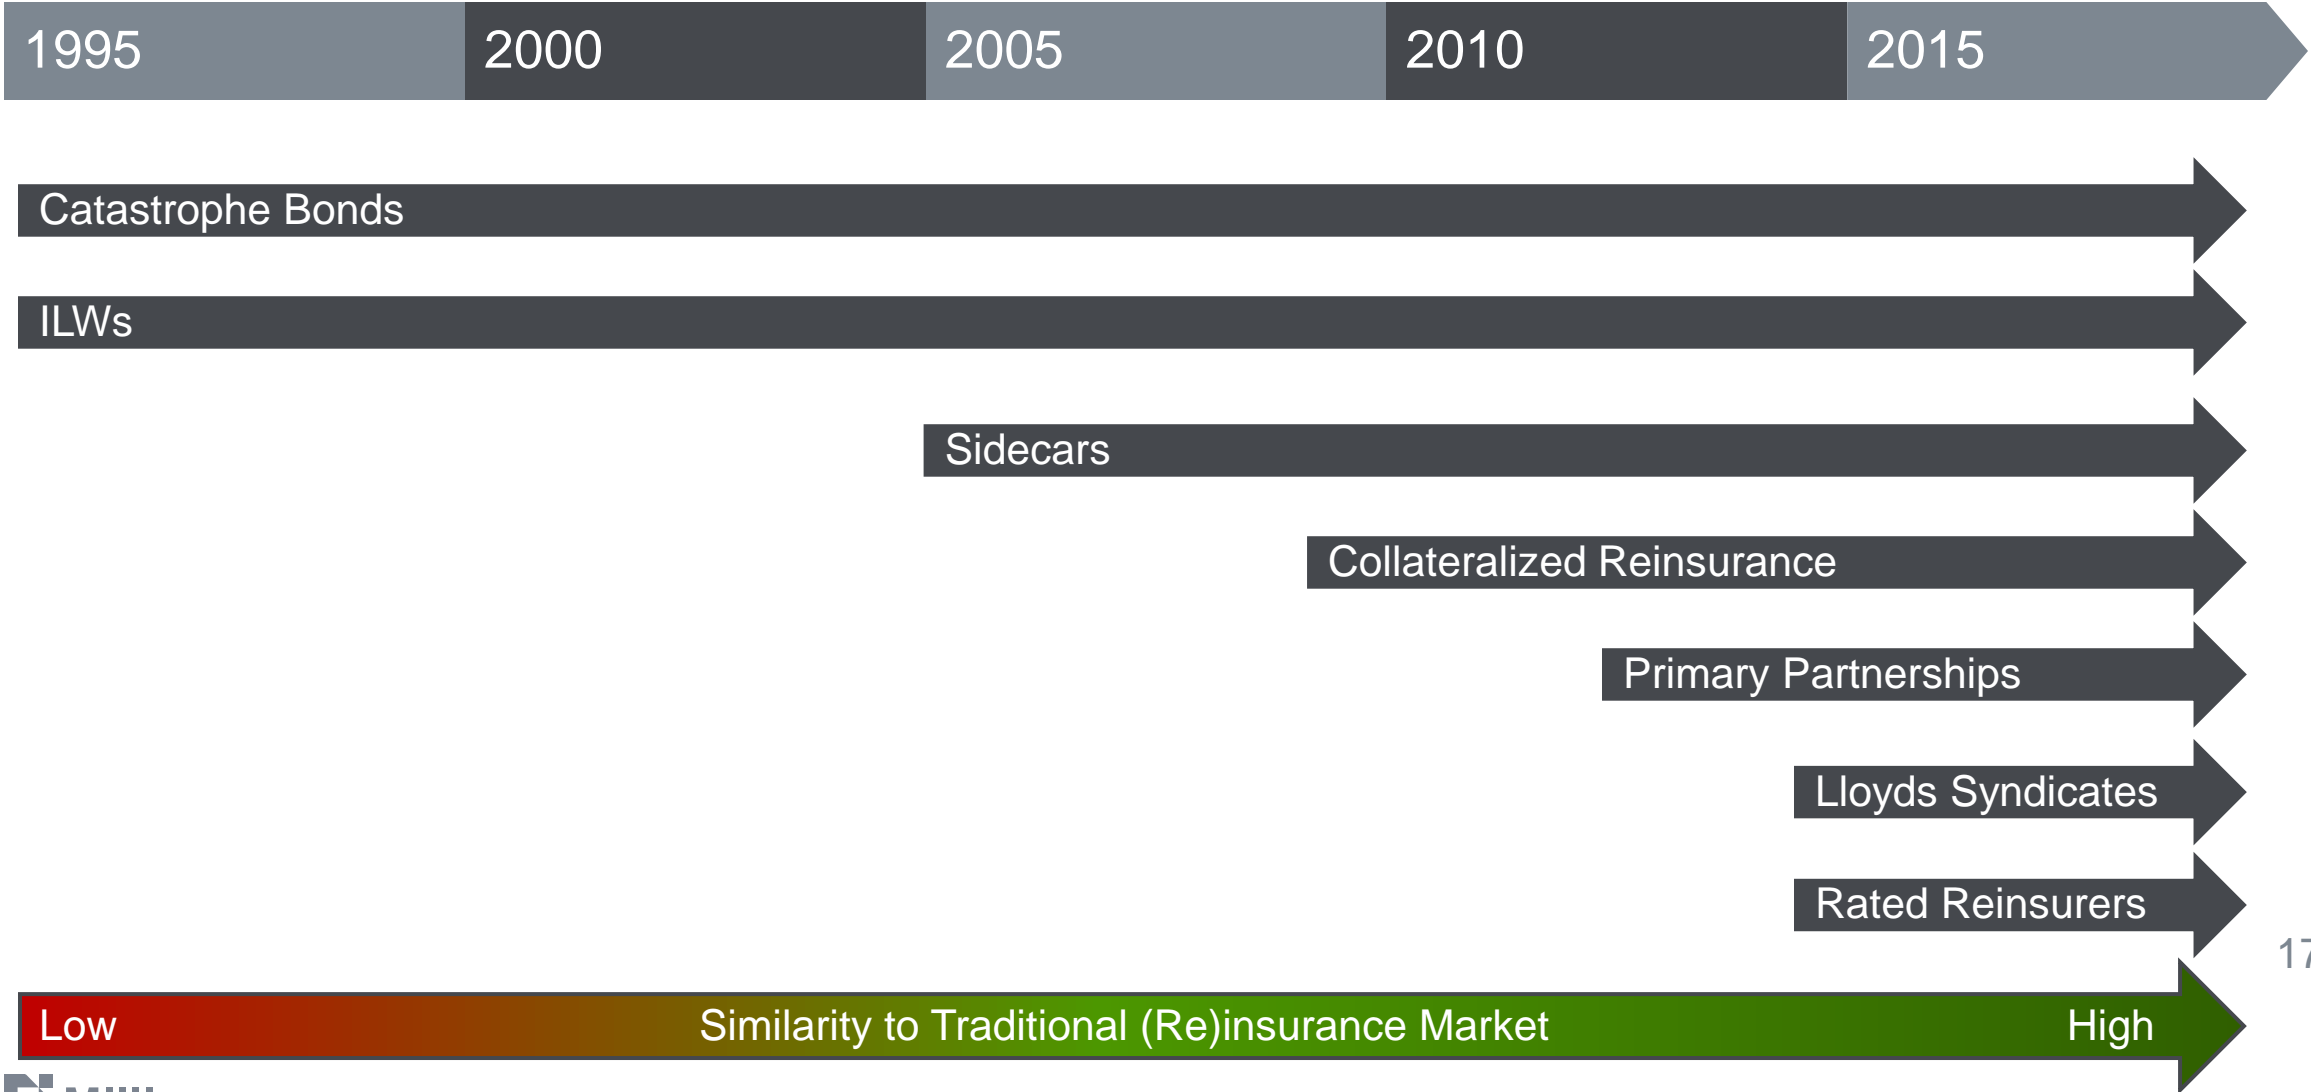 1995 2000 2005 2010 2015
Catastrophe Bonds
ILWs
Sidecars
Collateralized Reinsurance
Primary Partnerships
Lloyds Syndicates
Rated Reinsurers
17
Low Similarity to Traditional (Re)insurance Market High